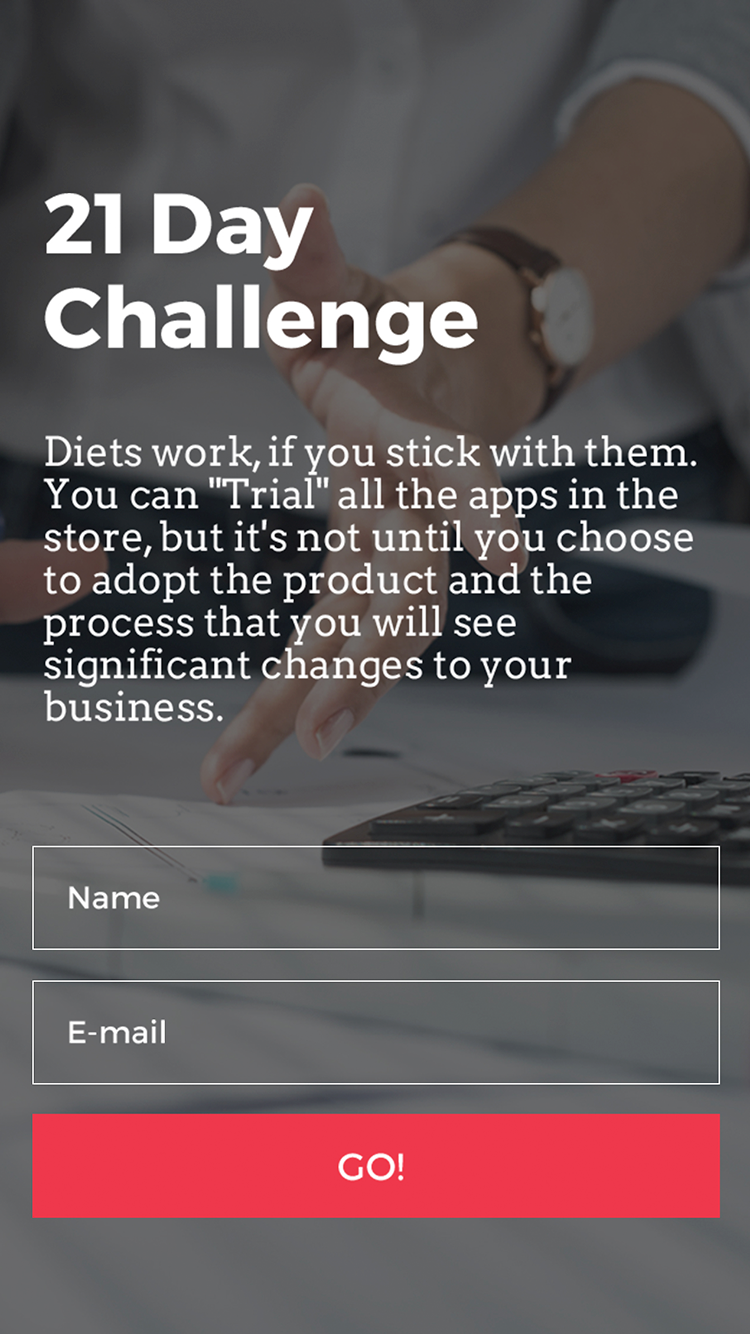 21 Day
Challenge
Diets work, if you stick with them.
You can "Trial" all the apps in the
store, but it's not until you choose
to adopt the product and the
process that you will see
significant changes to your
business.
Name
E-mail
GO!